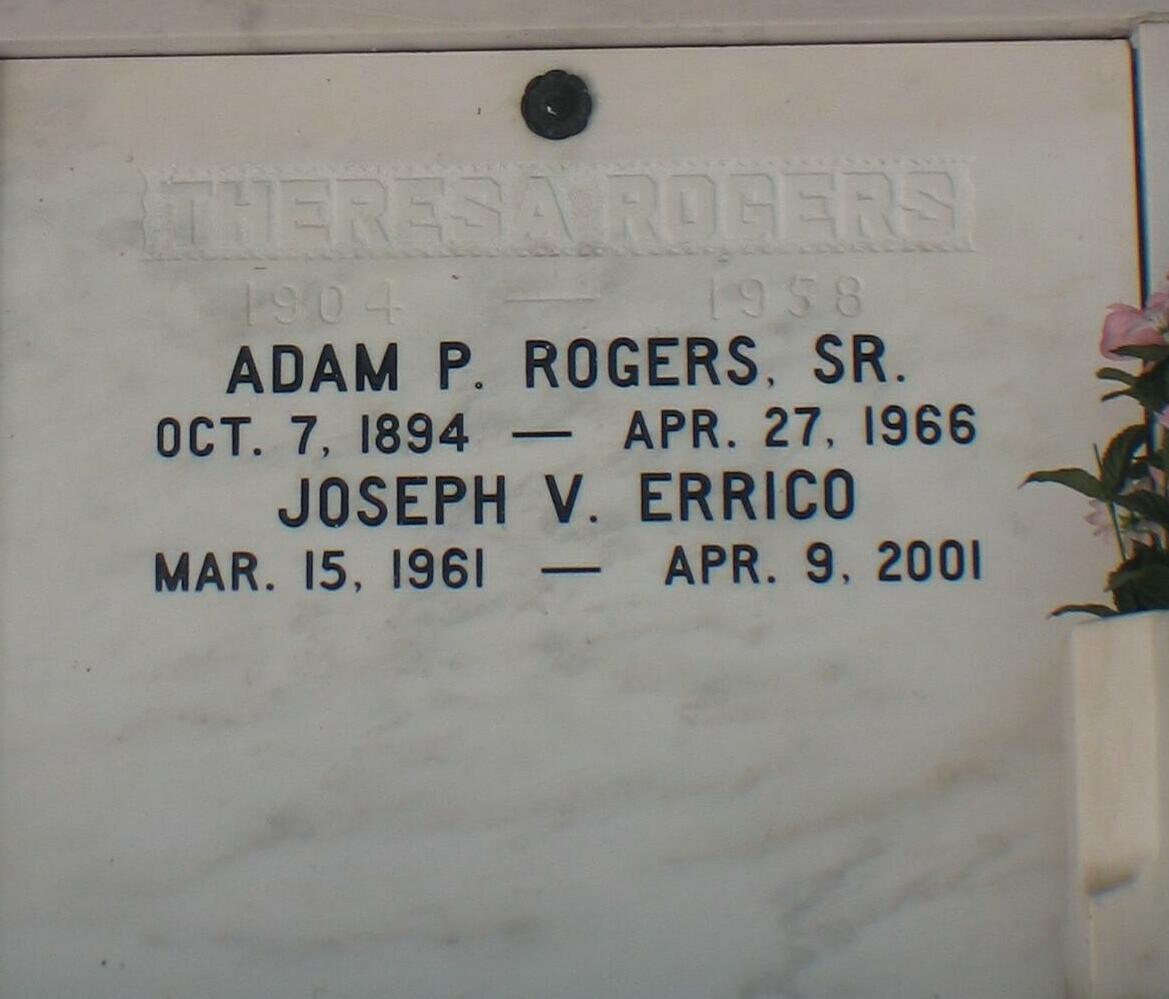 THERESA ROGERS
1904 — 1958
ADAM P. ROGERS, SR.
OCT. 7, 1894 — APR. 27, 1966
JOSEPH V. ERRICO
MAR. 15, 1961 — APR. 9, 2001